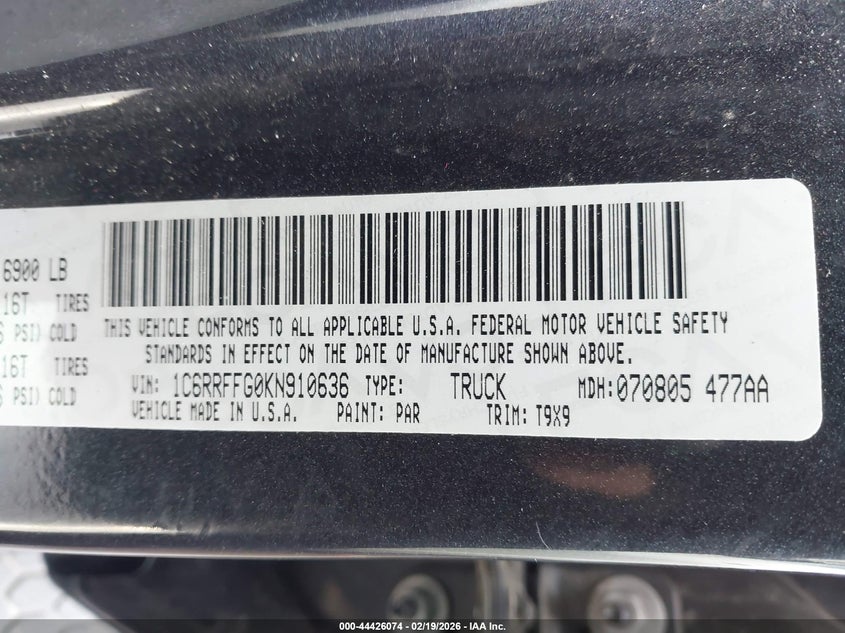 6900 LB
16T TIRES
PSI) COLD
16T TIRES
PSI) COLD
THIS VEHICLE CONFORMS TO ALL APPLICABLE U.S.A. FEDERAL MOTOR VEHICLE SAFETY
STANDARDS IN EFFECT ON THE DATE OF MANUFACTURE SHOWN ABOVE.
VIN: 1C6RRFFG0KN910636 TYPE: TRUCK MDH:070805 477AA
VEHICLE MADE IN U.S.A. PAINT: PAR TRIM: T9X9
000-44426074 - 02/19/2026 - IAA Inc.